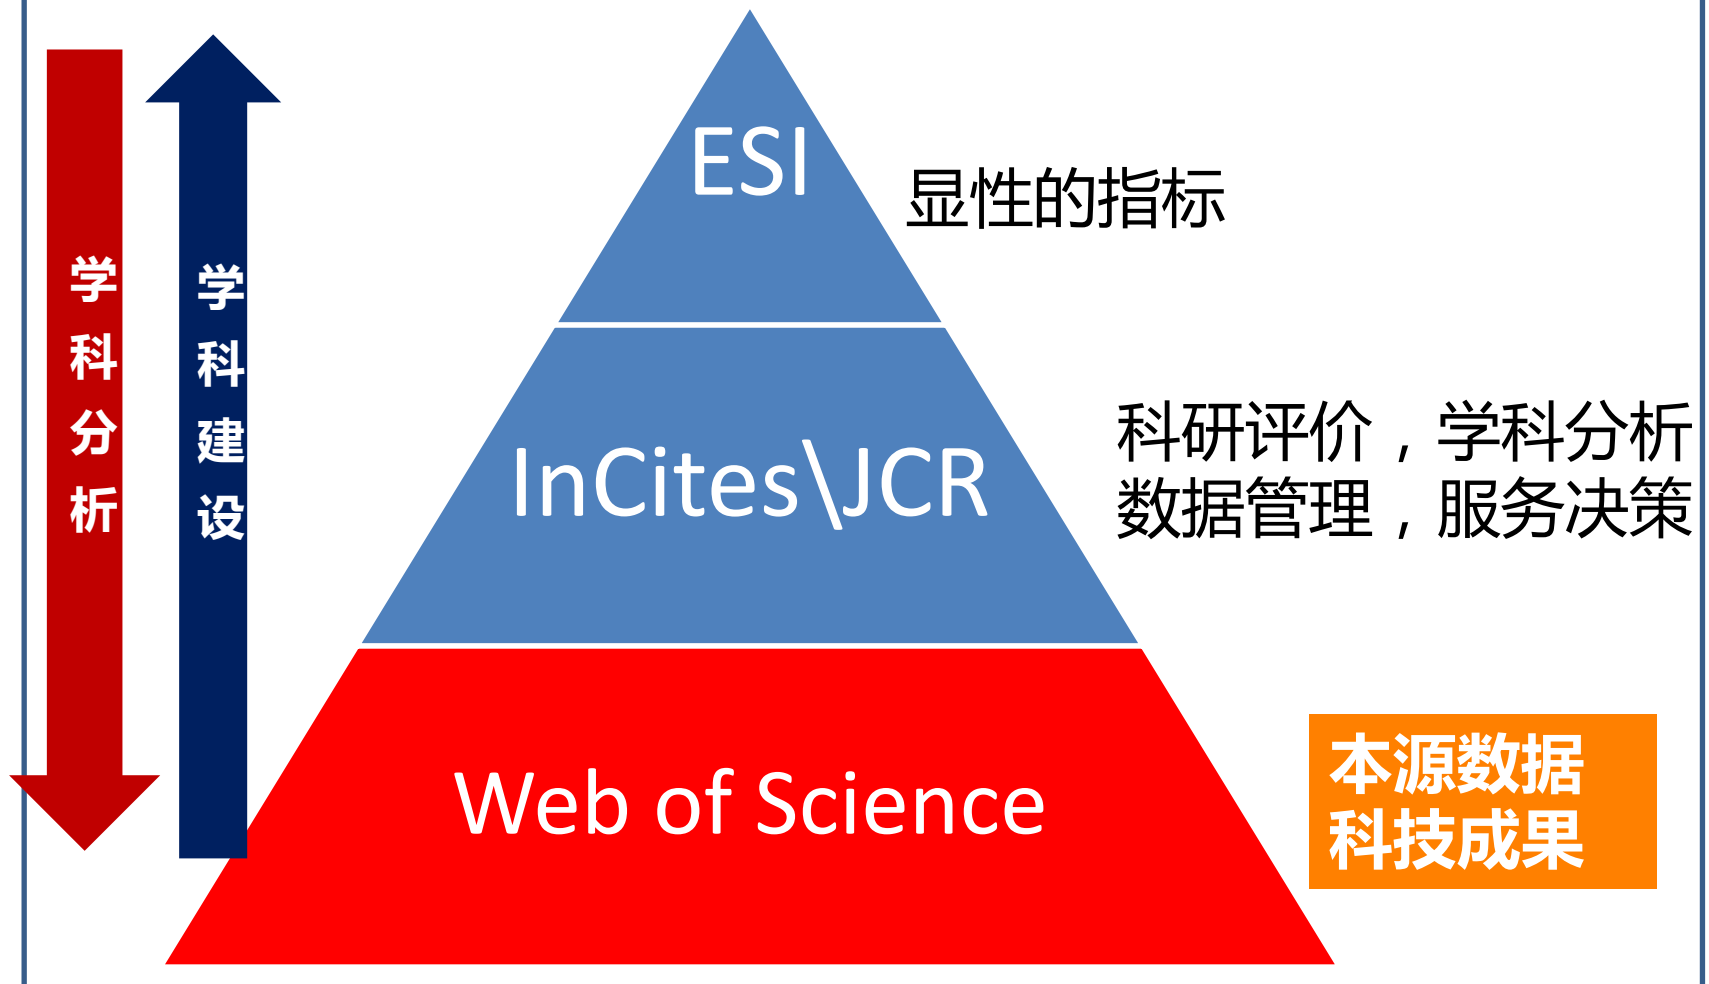 学科分析
学科建设
ESI
显性的指标
InCites\JCR
科研评价，学科分析
数据管理，服务决策
Web of Science
本源数据
科技成果